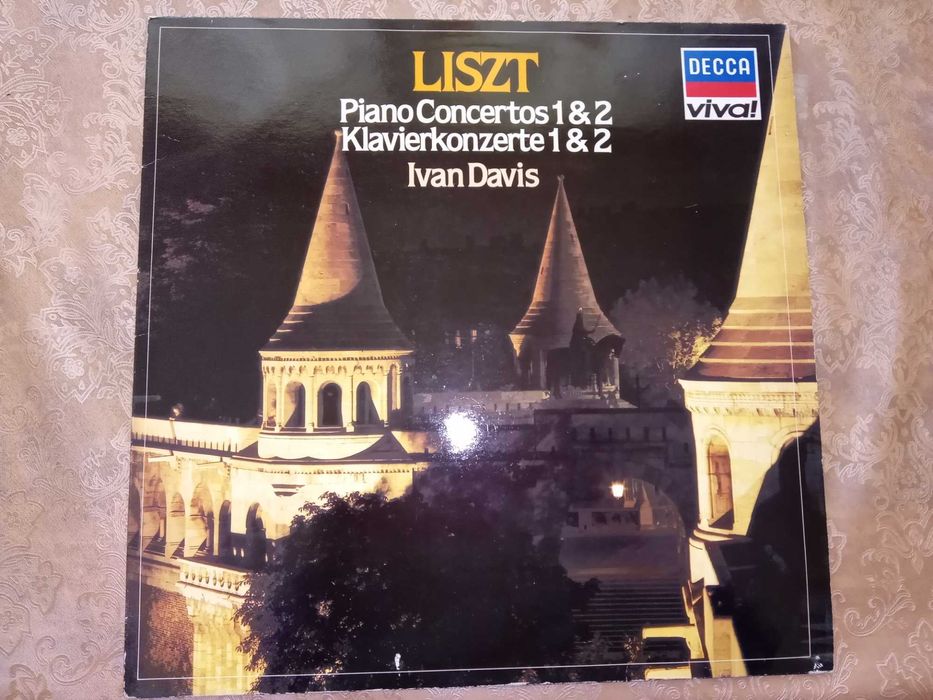 LISZT
Piano Concertos 1 & 2
Klavierkonzerte 1 & 2
Ivan Davis
DECCA
viva!